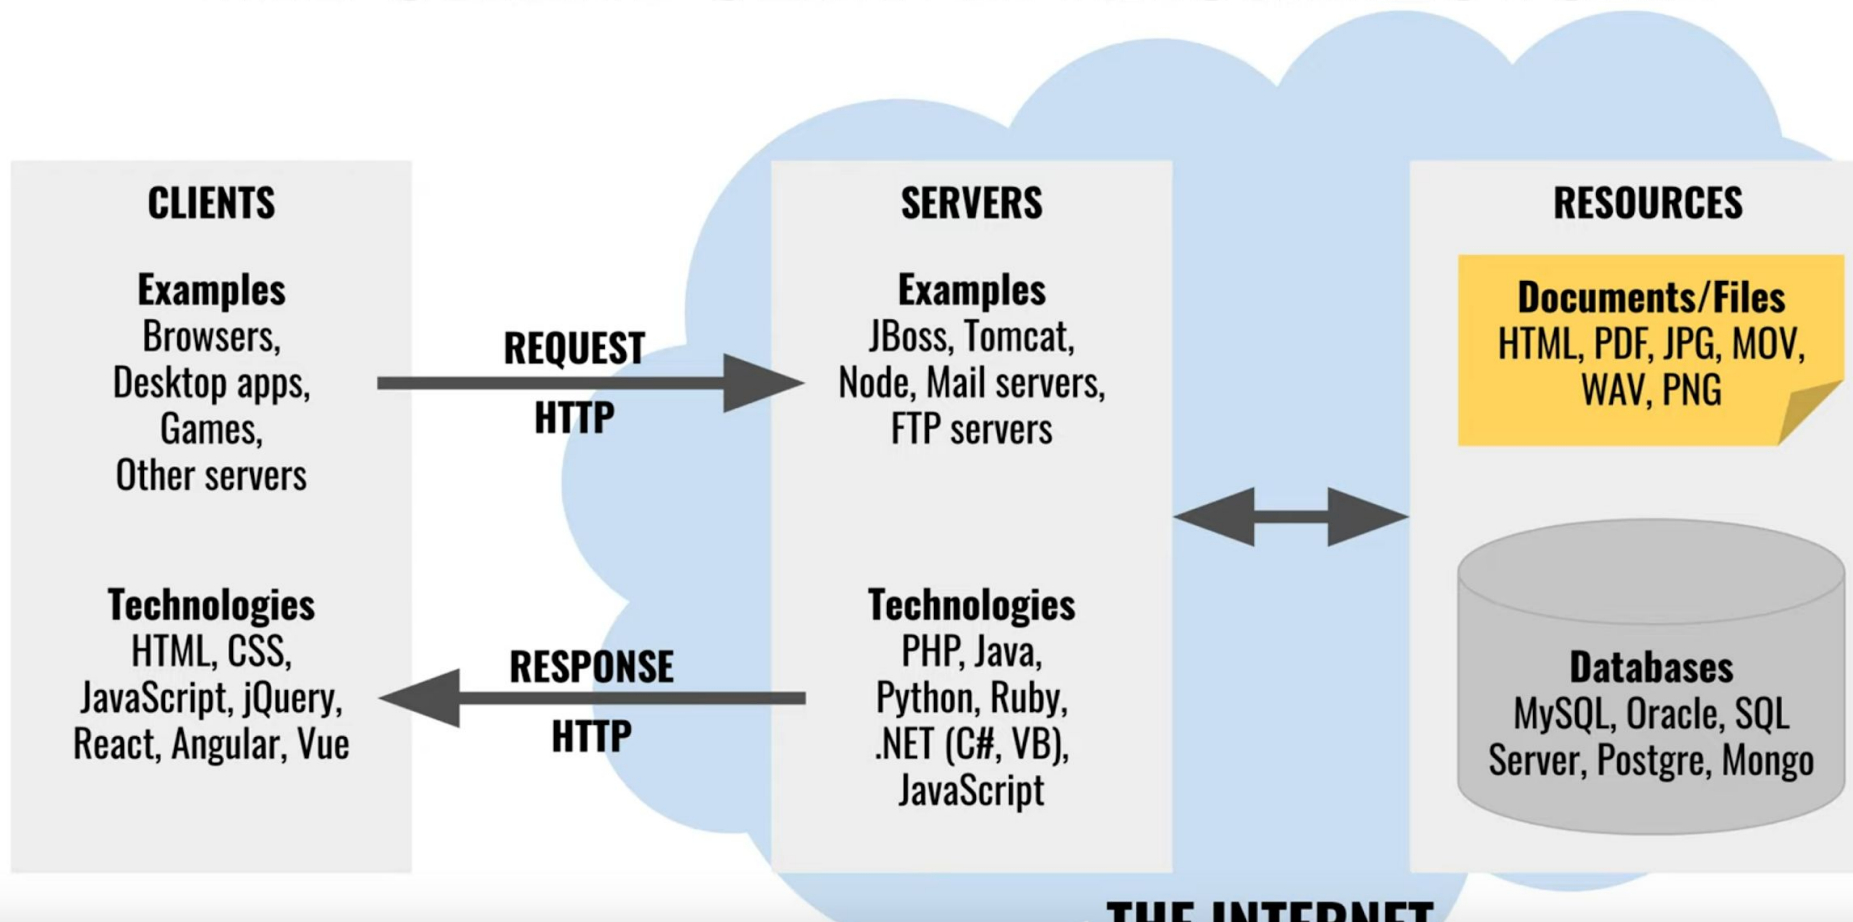 CLIENTS
Examples
Browsers,
Desktop apps,
Games,
Other servers
Technologies
HTML, CSS,
JavaScript, jQuery,
React, Angular, Vue
REQUEST
HTTP
RESPONSE
HTTP
SERVERS
Examples
JBoss, Tomcat,
Node, Mail servers,
FTP servers
Technologies
PHP, Java,
Python, Ruby,
.NET (C#, VB),
JavaScript
RESOURCES
Documents/Files
HTML, PDF, JPG, MOV,
WAV, PNG
Databases
MySQL, Oracle, SQL
Server, Postgre, Mongo
THE INTERNET